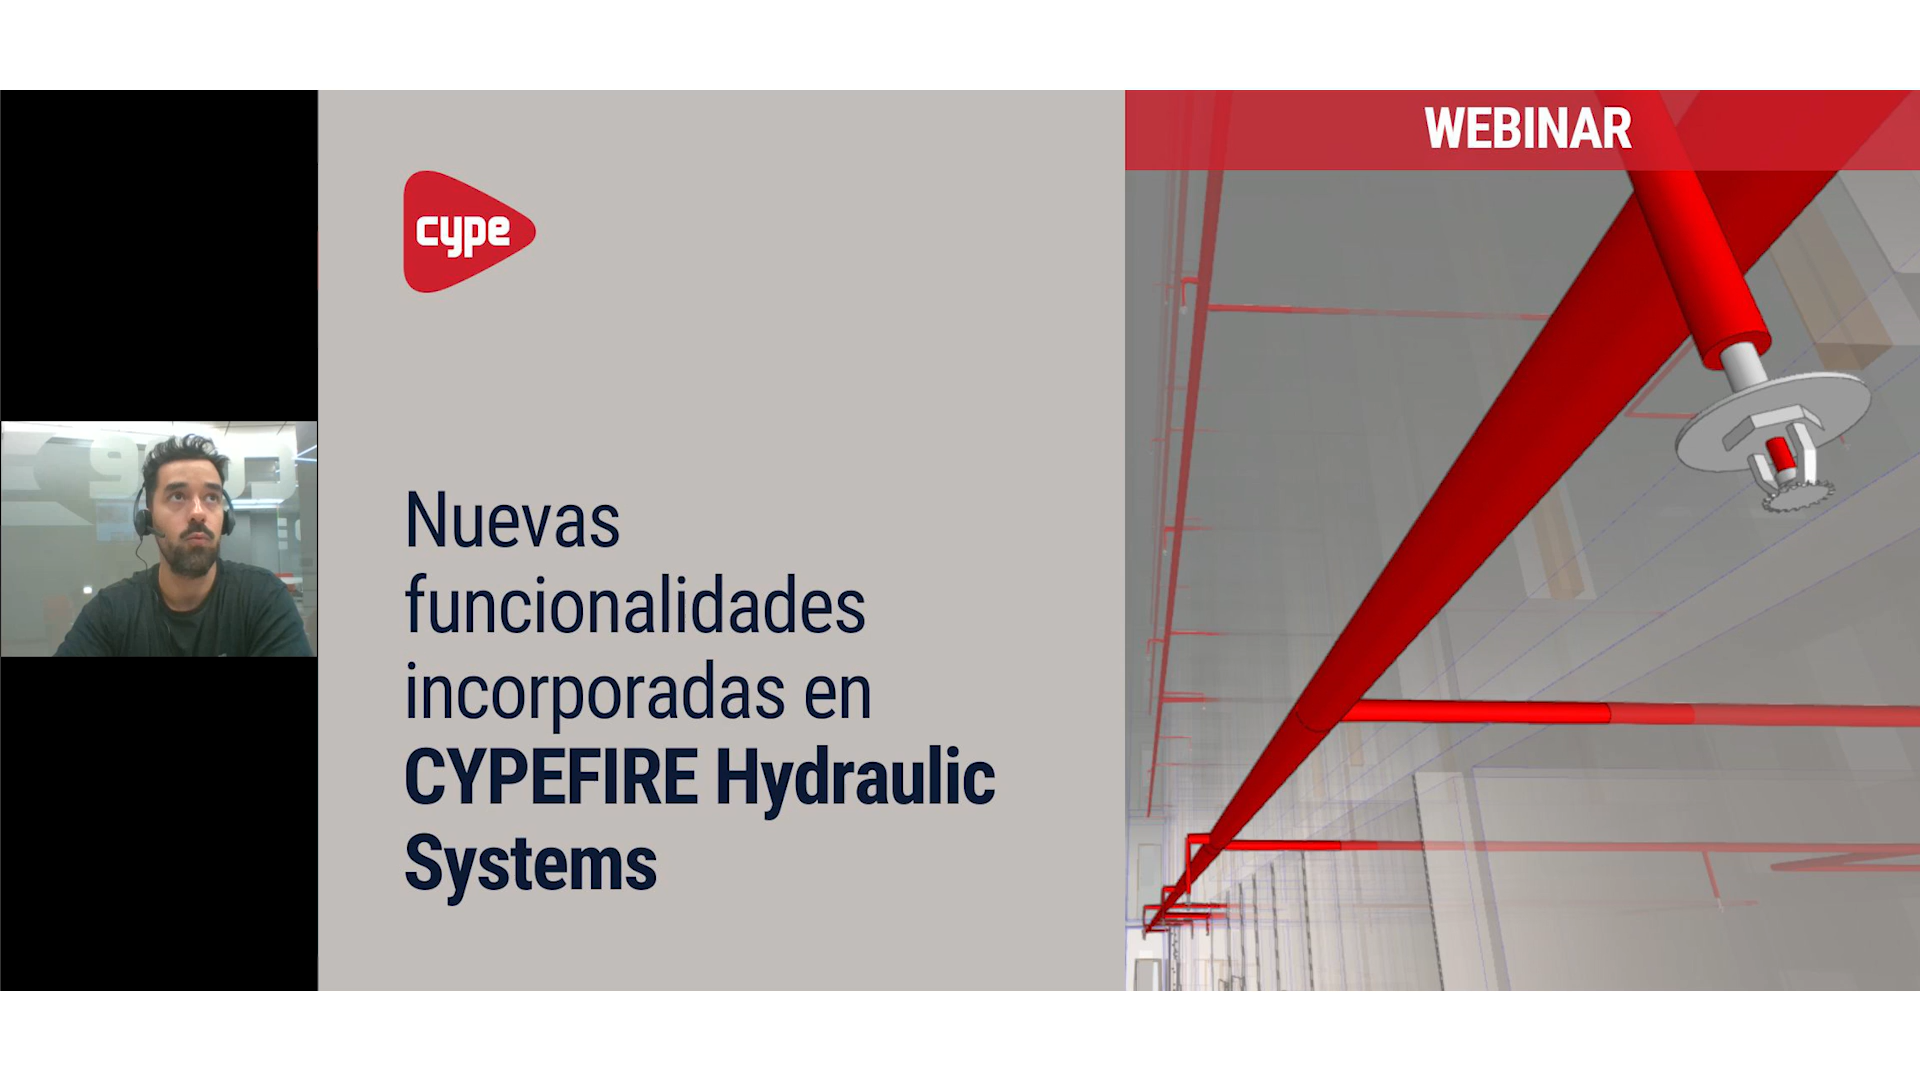 WEBINAR
cype
Nuevas
funcionalidades
incorporadas en
CYPEFIRE Hydraulic
Systems